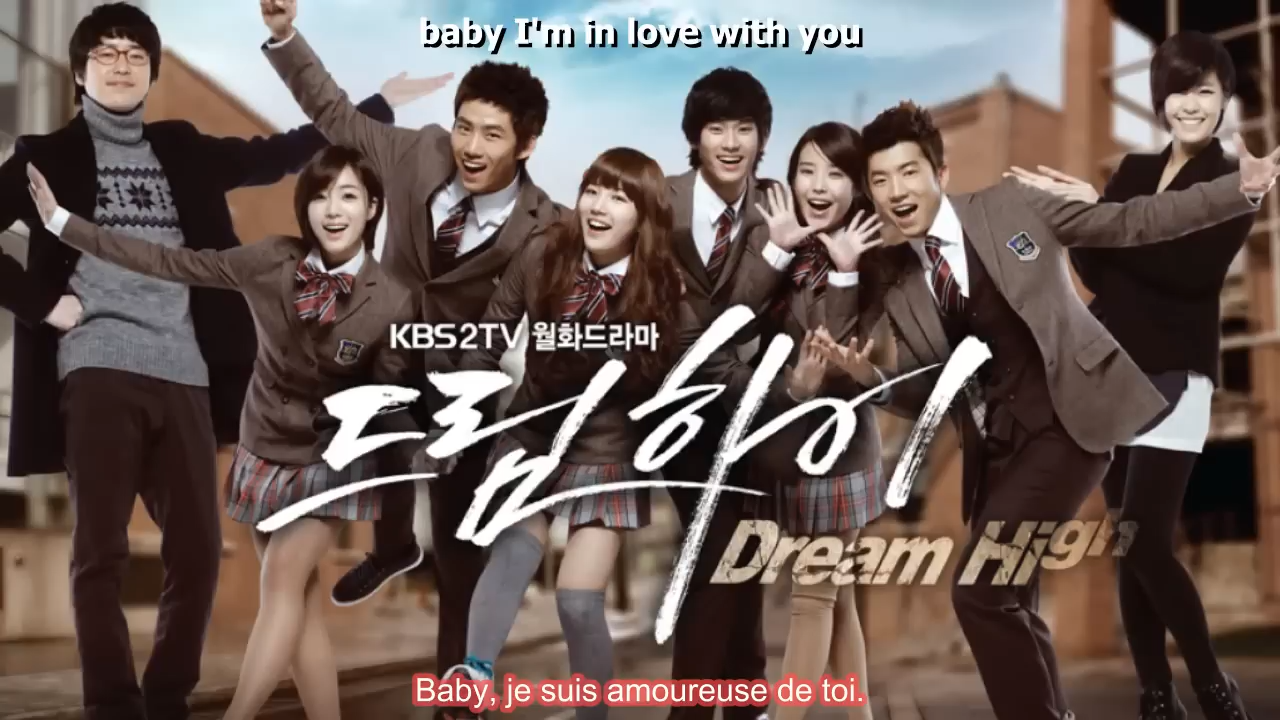 baby I'm in love with you
KBS2TV 월화드라마
드림하이
Dream High
Baby, je suis amoureuse de toi.